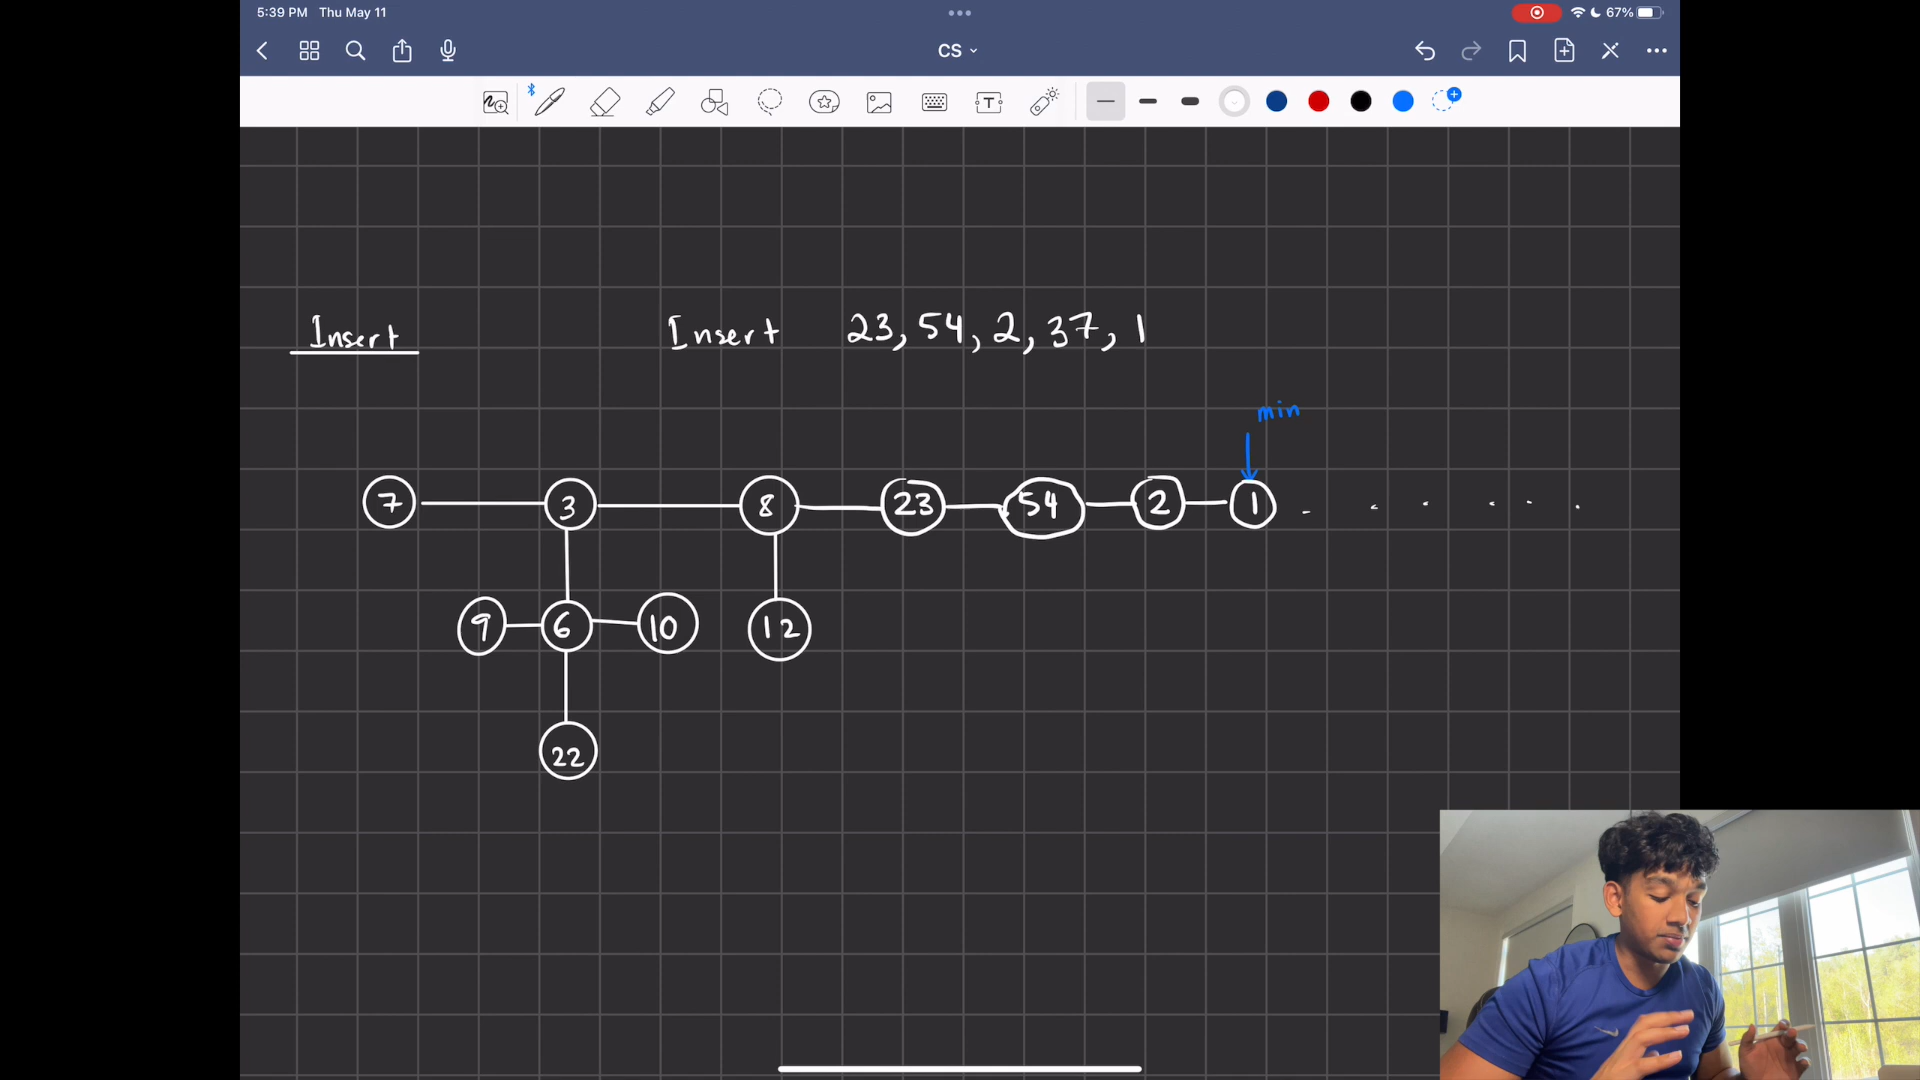 5:39 PM Thu May 11
67%
CS
T
Insert
Insert 23, 54, 2, 37, 1
min
7 3 8 23 54 2 1
9 6 10 12
22